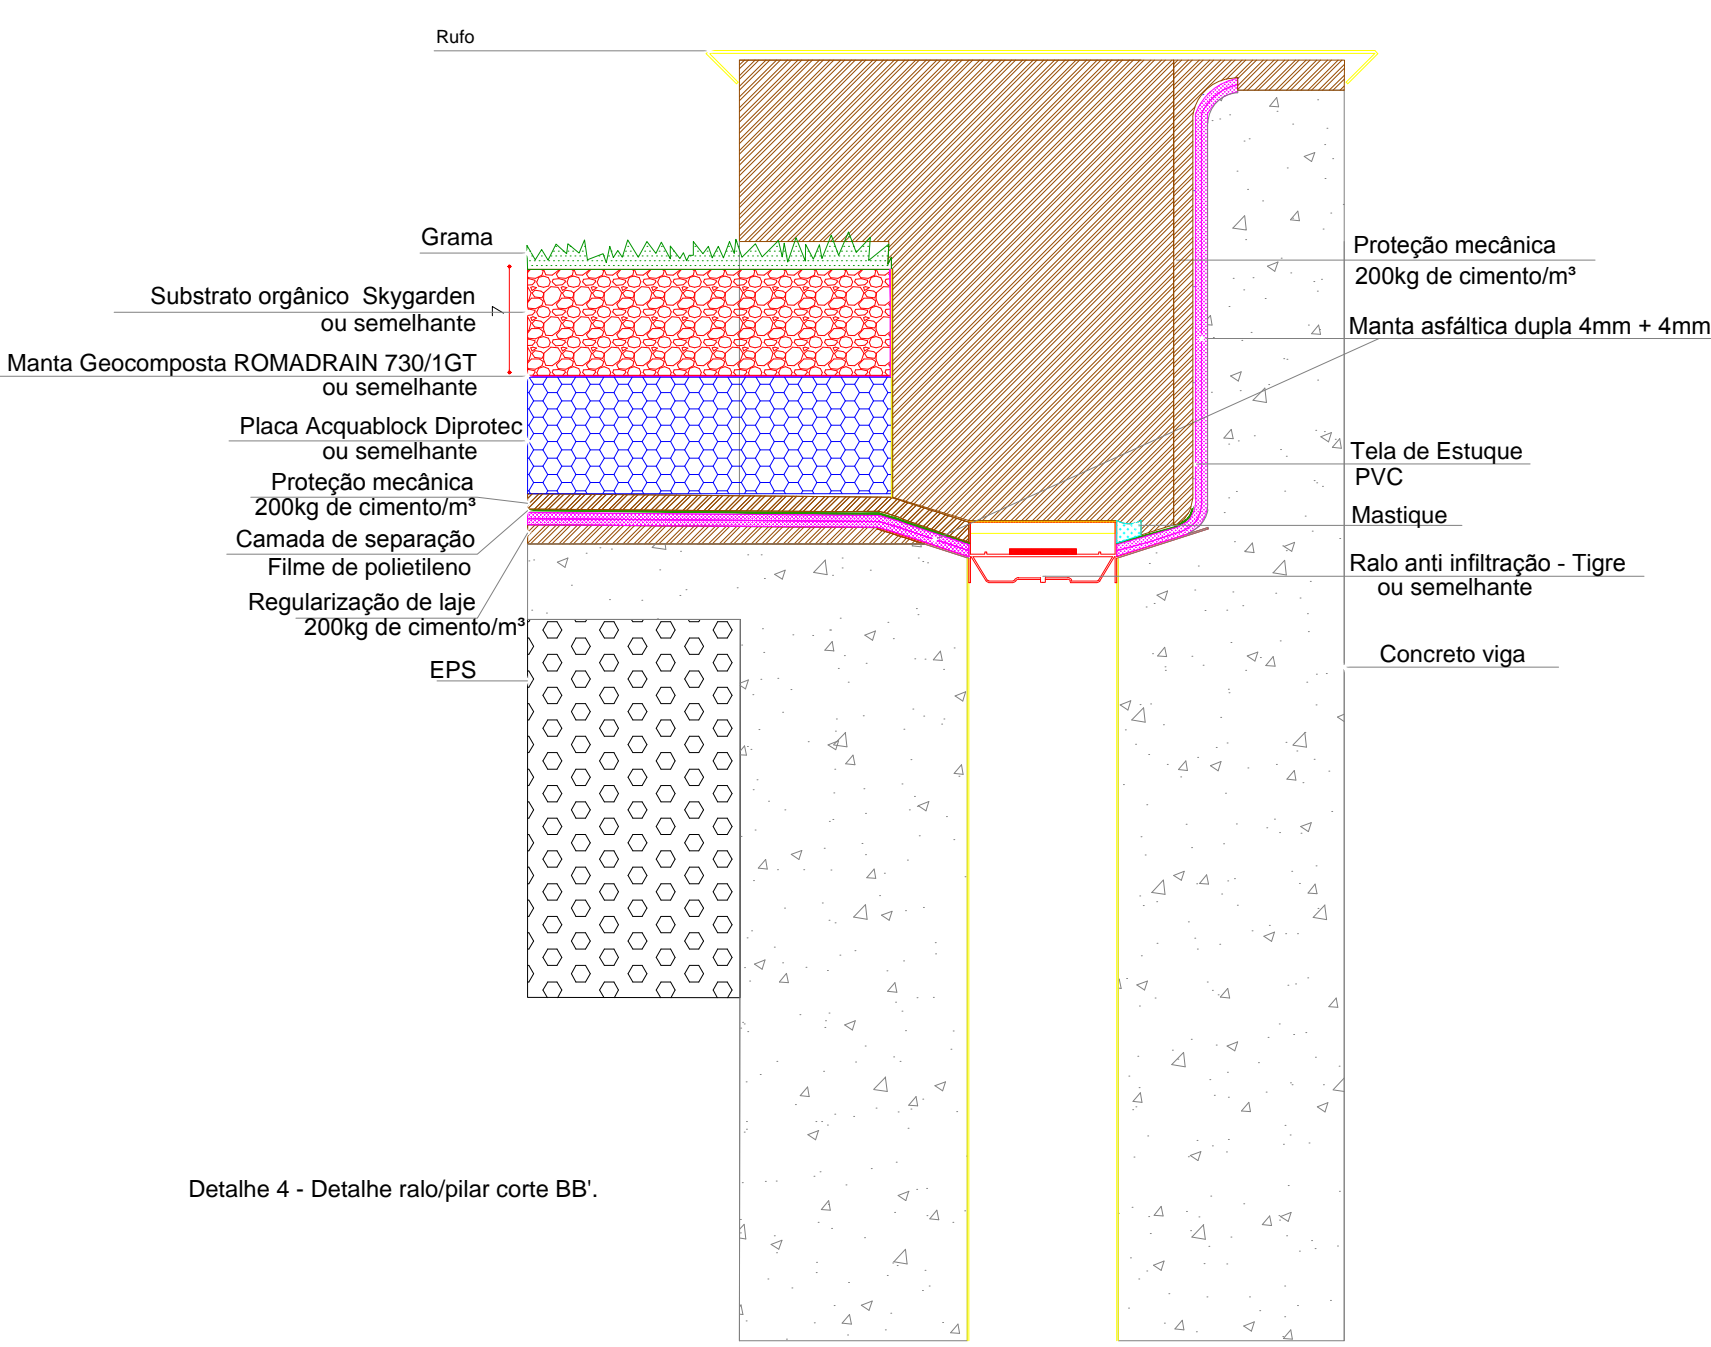 Rufo
Grama
Substrato orgânico Skygarden
ou semelhante
7
Manta Geocomposta ROMADRAIN 730/1GT
ou semelhante
Placa Acquablock Diprotec
ou semelhante
Proteção mecânica
200kg de cimento/m³
Camada de separação
Filme de polietileno
Regularização de laje
200kg de cimento/m³
EPS
Proteção mecânica
200kg de cimento/m³
Manta asfáltica dupla 4mm + 4mm
Tela de Estuque
PVC
Mastique
Ralo anti infiltração - Tigre
ou semelhante
Concreto viga
Detalhe 4 - Detalhe ralo/pilar corte BB'.